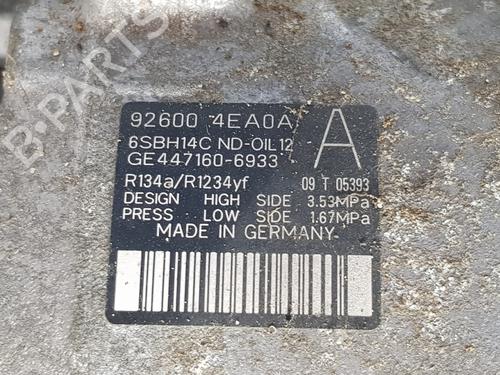 B-PARTS
92600 4EA0A A
6SBH14C ND-OIL12
GE447160-6933
R134a/R1234yf 09 T 05393
DESIGN HIGH SIDE 3.53MPa
PRESS LOW SIDE 1.67MPa
MADE IN GERMANY